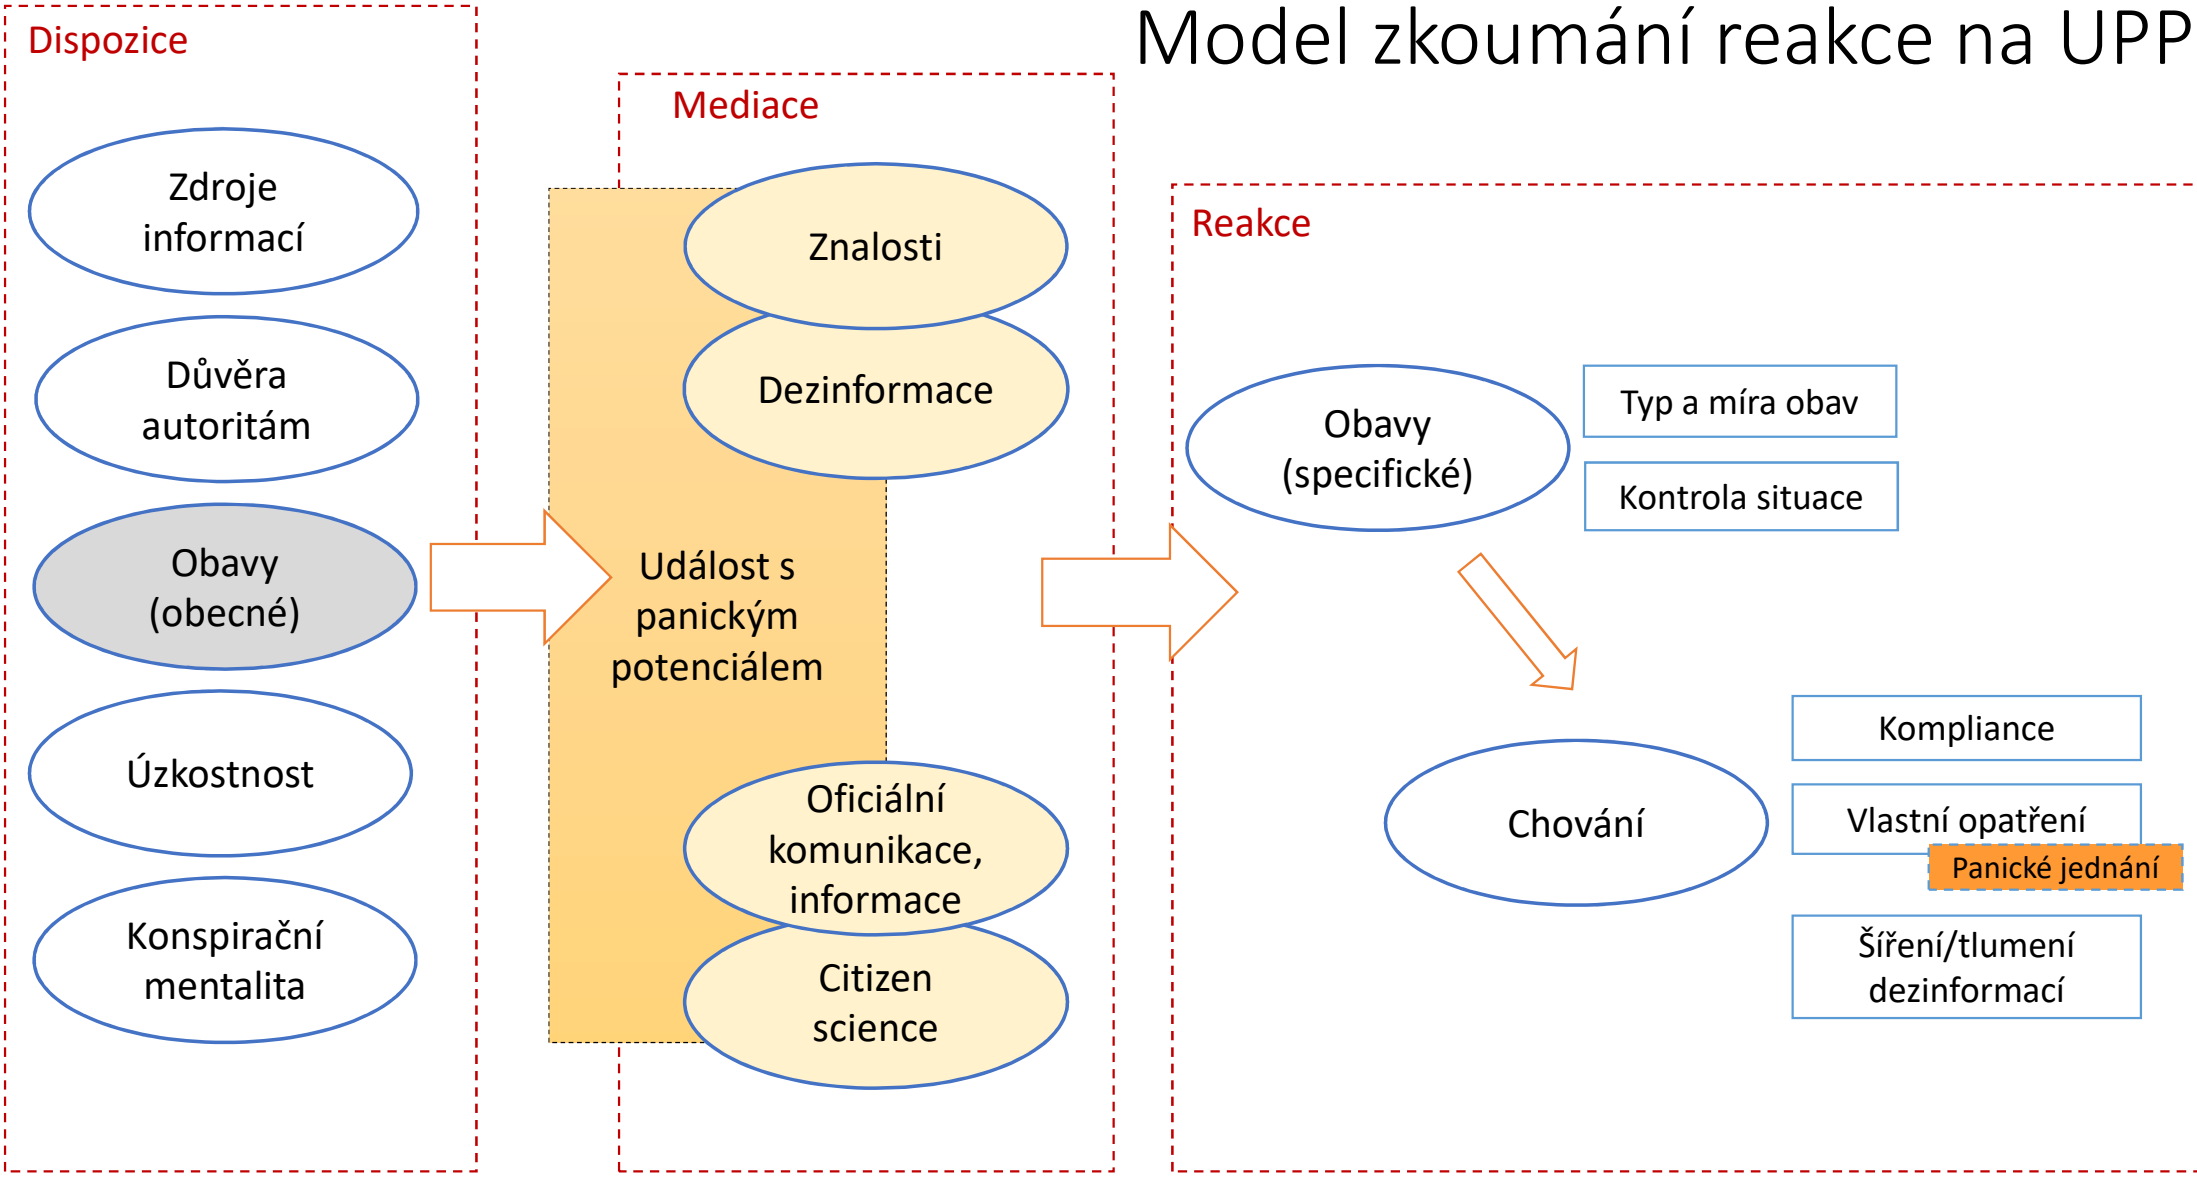 Model zkoumání reakce na UPP
Dispozice
Zdroje
informací
Důvěra
autoritám
Obavy
(obecné)
Úzkostnost
Konspirační
mentalita
Mediace
Znalosti
Dezinformace
Událost s
panickým
potenciálem
Oficiální
komunikace,
informace
Citizen
science
Reakce
Obavy
(specifické)
Typ a míra obav
Kontrola situace
Chování
Kompliance
Vlastní opatření
Panické jednání
Šíření/tlumení
dezinformací